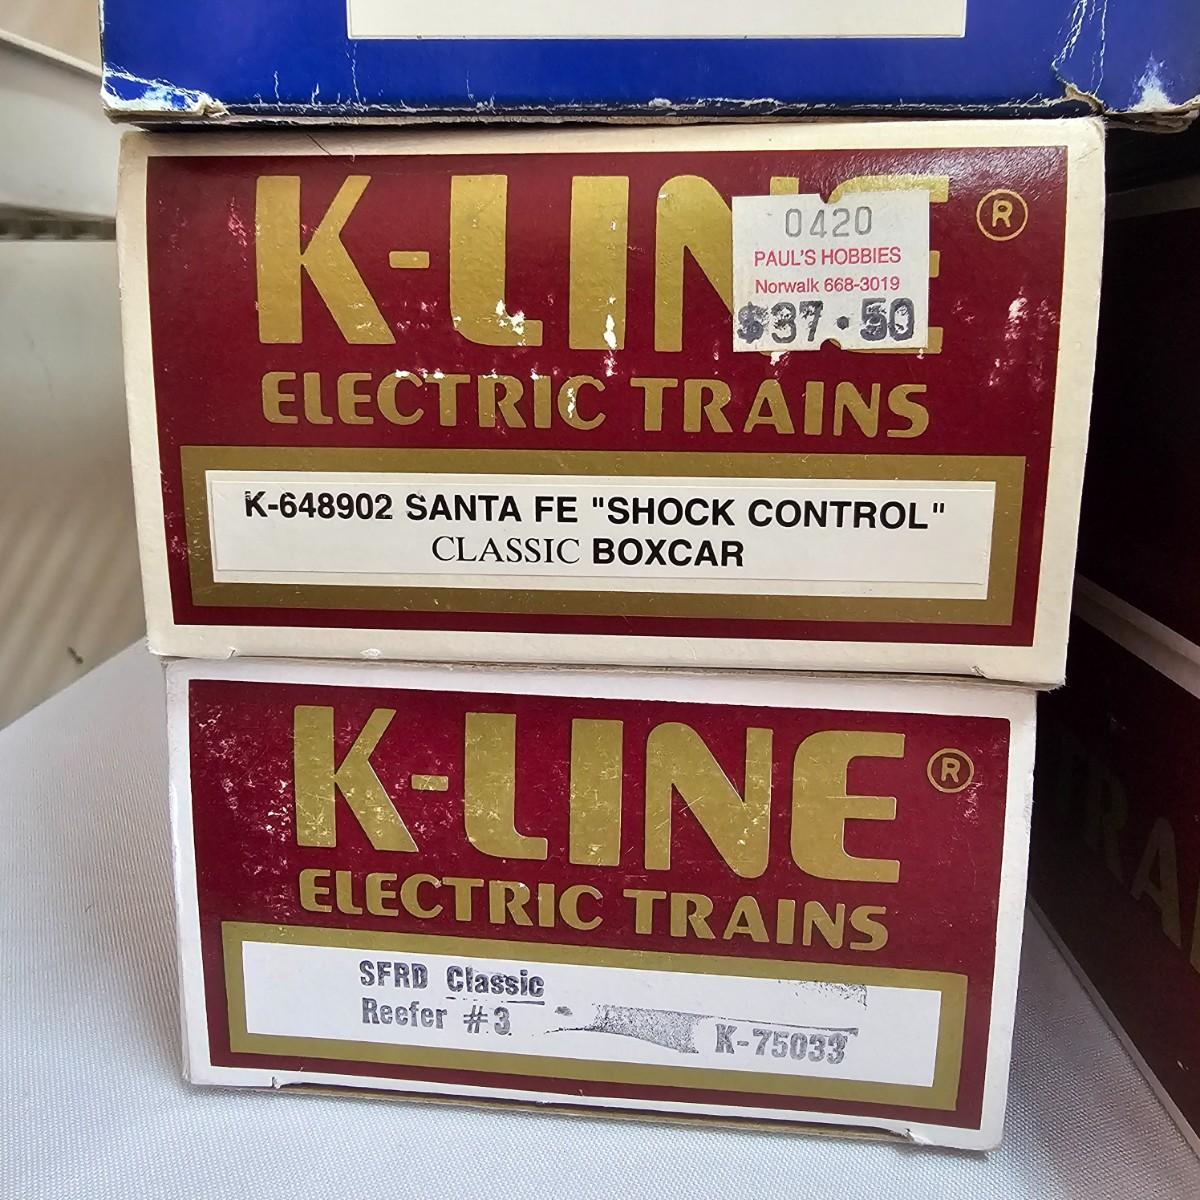 K-LINE ®
0420
PAUL'S HOBBIES
Norwalk 668-3019
$37.50
ELECTRIC TRAINS
K-648902 SANTA FE "SHOCK CONTROL"
CLASSIC BOXCAR
K-LINE ®
ELECTRIC TRAINS
SFRD Classic
Reefer #3
K-75033